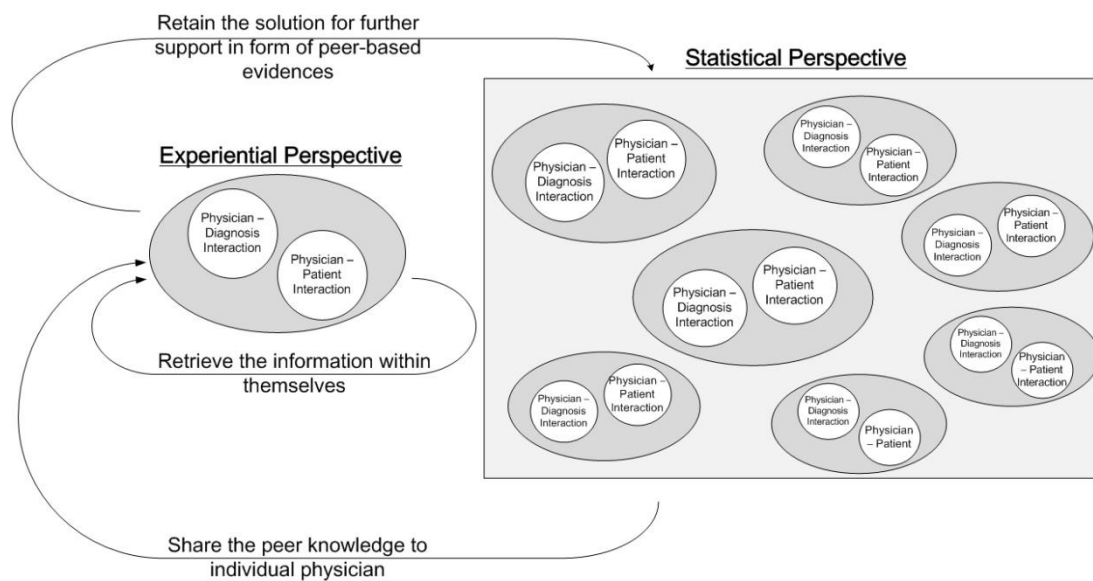 Retain the solution for further
support in form of peer-based
evidences
Statistical Perspective
Experiential Perspective
Physician –
Diagnosis
Interaction
Physician –
Patient
Interaction
Retrieve the information within
themselves
Share the peer knowledge to
individual physician
Physician –
Diagnosis
Interaction
Physician –
Patient
Interaction
Physician –
Diagnosis
Interaction
Physician –
Patient
Interaction
Physician –
Diagnosis
Interaction
Physician –
Patient
Interaction
Physician –
Diagnosis
Interaction
Physician –
Patient
Interaction
Physician –
Diagnosis
Interaction
Physician
– Patient
Interaction
Physician –
Diagnosis
Interaction
Physician –
Patient
Interaction
Physician –
Diagnosis
Interaction
Physician
– Patient